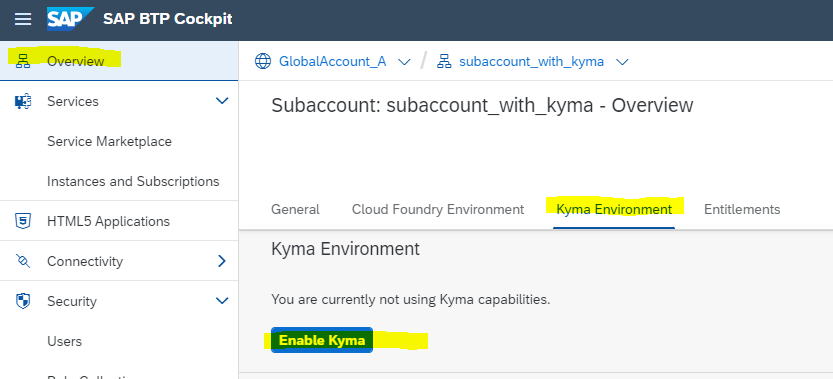 SAP SAP BTP Cockpit
Overview
Services
Service Marketplace
Instances and Subscriptions
HTML5 Applications
Connectivity
Security
Users
GlobalAccount_A / subaccount_with_kyma
Subaccount: subaccount_with_kyma - Overview
General Cloud Foundry Environment Kyma Environment Entitlements
Kyma Environment
You are currently not using Kyma capabilities.
Enable Kyma